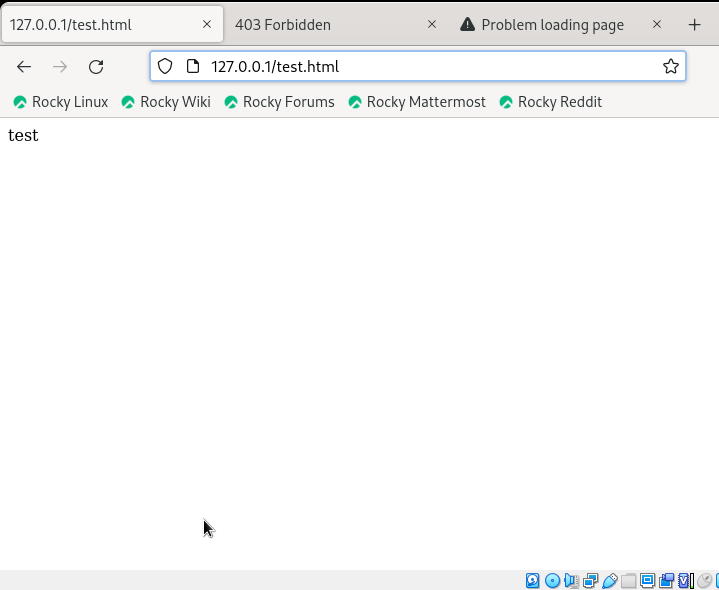 127.0.0.1/test.html 403 Forbidden Problem loading page
127.0.0.1/test.html
Rocky Linux Rocky Wiki Rocky Forums Rocky Mattermost Rocky Reddit
test